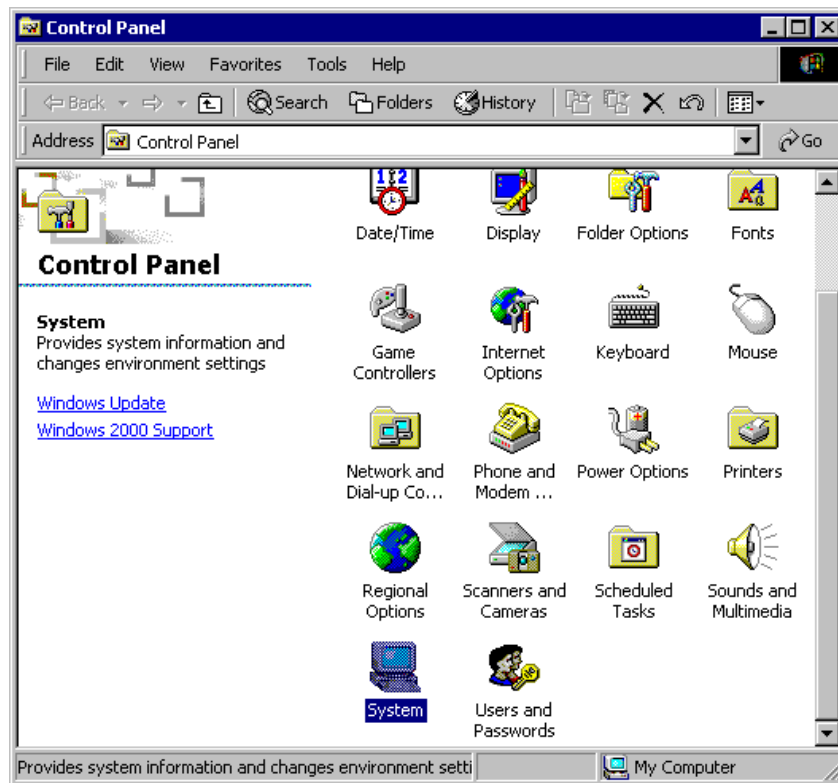 Control Panel
File Edit View Favorites Tools Help
Back Search Folders History
Address Control Panel Go
Date/Time Display Folder Options Fonts
Control Panel
System
Provides system information and
changes environment settings
Windows Update
Windows 2000 Support
Game
Controllers
Internet
Options
Keyboard
Mouse
Network and
Dial-up Co...
Phone and
Modem ...
Power Options
Printers
Regional
Options
Scanners and
Cameras
Scheduled
Tasks
Sounds and
Multimedia
System
Users and
Passwords
Provides system information and changes environment setti My Computer